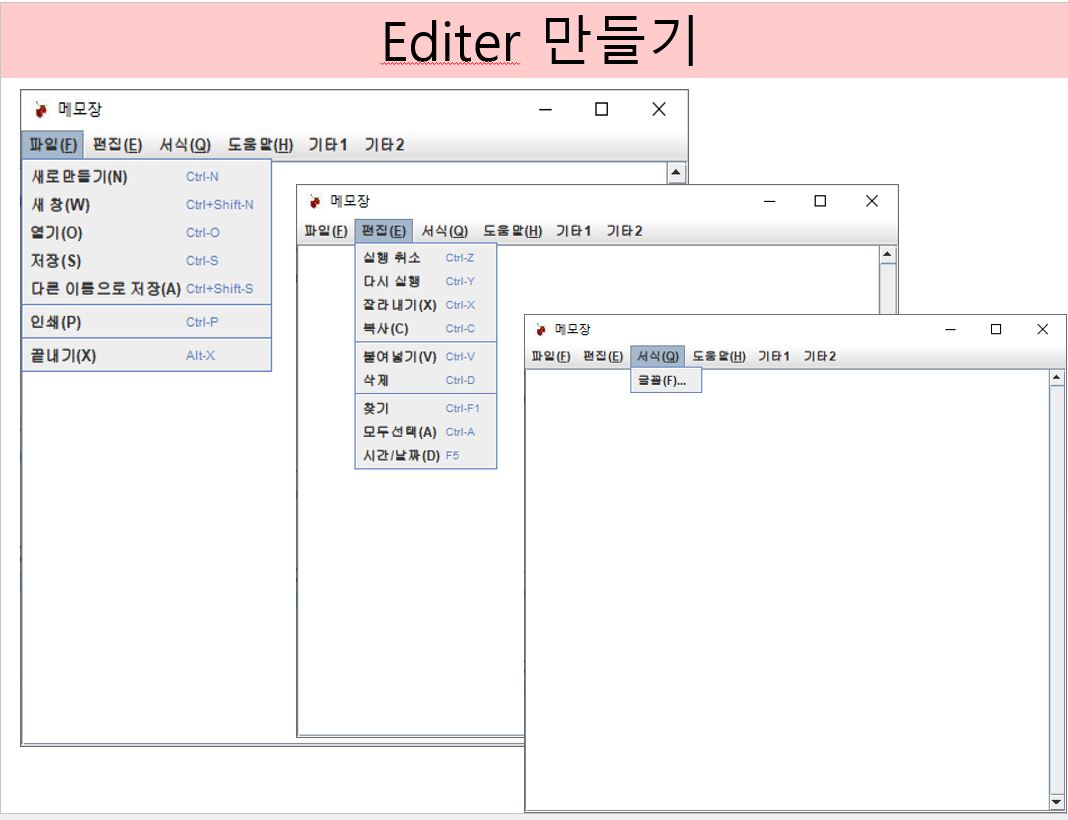 Editer 만들기
메모장
파일(F) 편집(E) 서식(Q) 도움말(H) 기타1 기타2
새로만들기(N) Ctrl-N
새 창(W) Ctrl+Shift-N
열기(O) Ctrl-O
저장(S) Ctrl-S
다른 이름으로 저장(A) Ctrl+Shift-S
인쇄(P) Ctrl-P
끝내기(X) Alt-X
메모장
파일(F) 편집(E) 서식(Q) 도움말(H) 기타1 기타2
실행 취소 Ctrl-Z
다시 실행 Ctrl-Y
잘라내기(X) Ctrl-X
복사(C) Ctrl-C
붙여넣기(V) Ctrl-V
삭제 Ctrl-D
찾기 Ctrl-F1
모두선택(A) Ctrl-A
시간/날짜(D) F5
메모장
파일(F) 편집(E) 서식(Q) 도움말(H) 기타1 기타2
글꼴(F)...